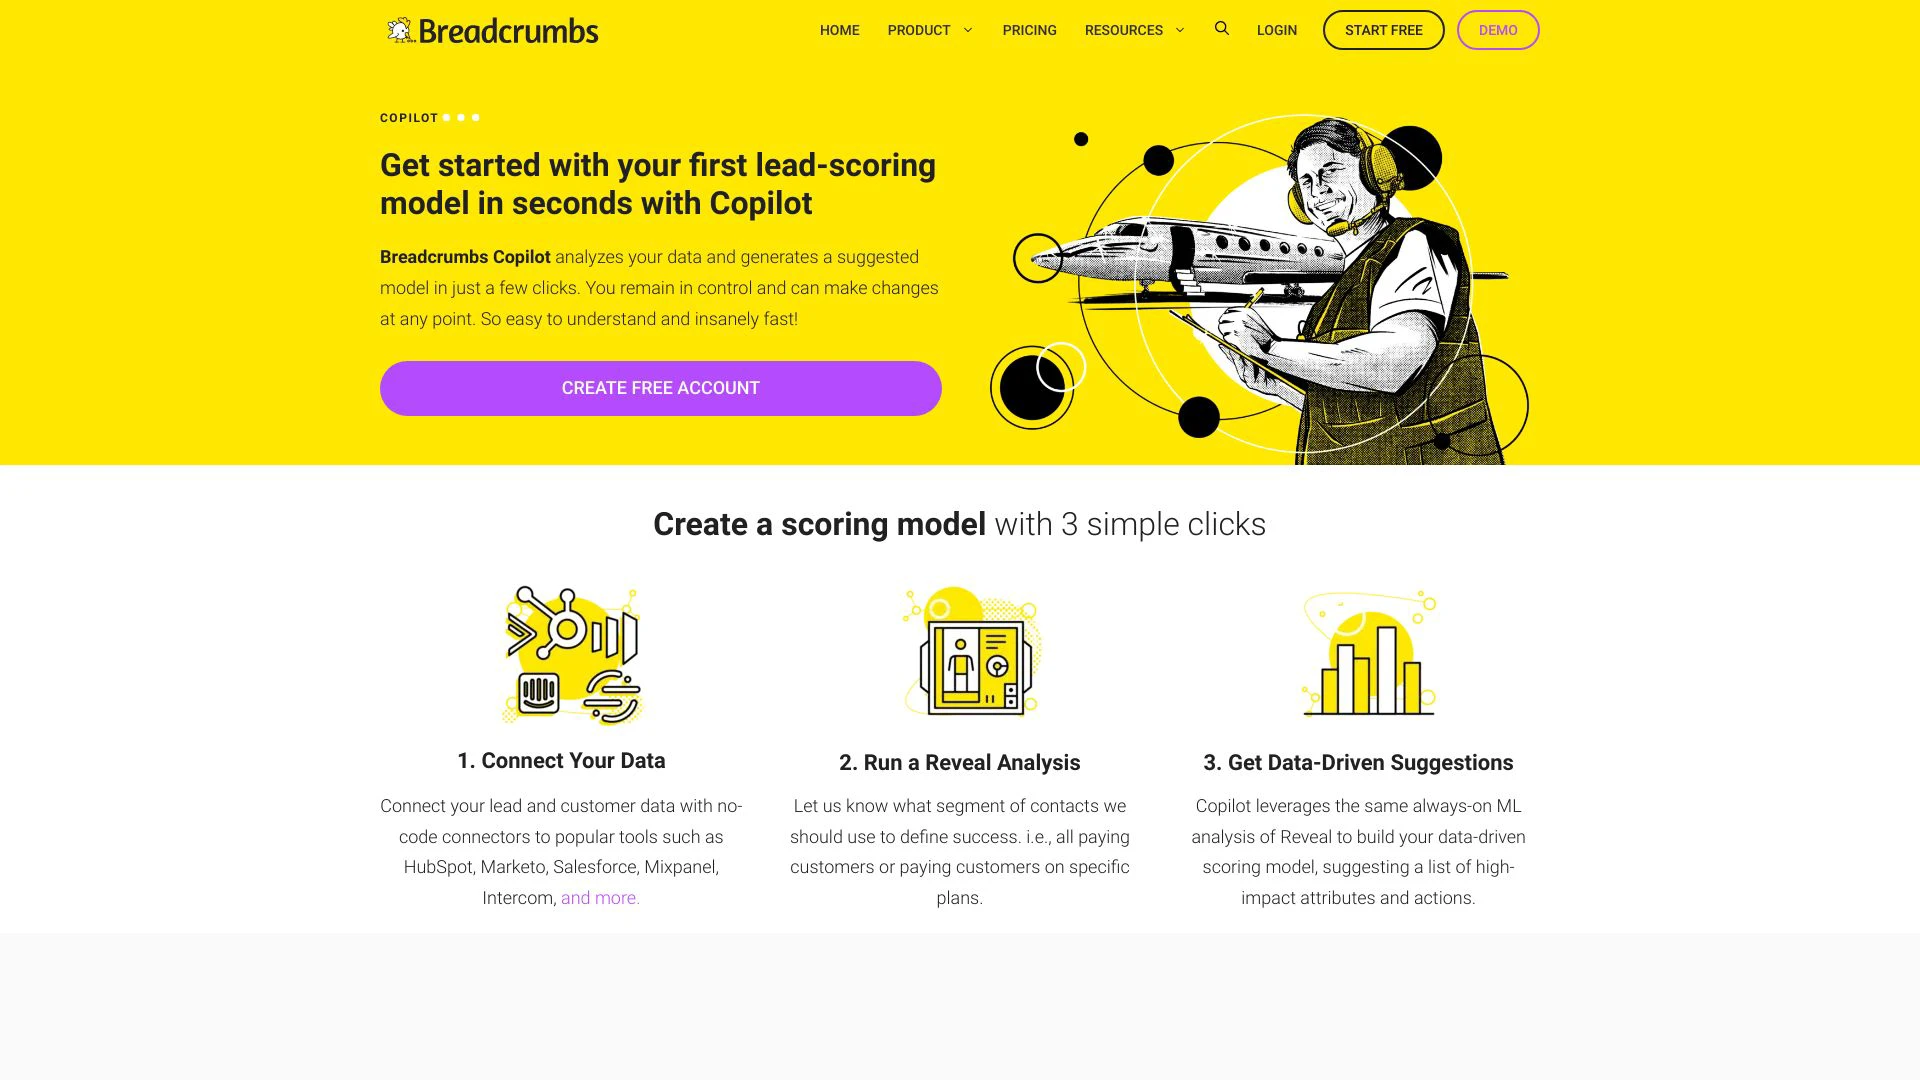 Breadcrumbs
HOME PRODUCT PRICING RESOURCES LOGIN START FREE DEMO
COPILOT
Get started with your first lead-scoring
model in seconds with Copilot
Breadcrumbs Copilot analyzes your data and generates a suggested
model in just a few clicks. You remain in control and can make changes
at any point. So easy to understand and insanely fast!
CREATE FREE ACCOUNT
Create a scoring model with 3 simple clicks
1. Connect Your Data
Connect your lead and customer data with no-
code connectors to popular tools such as
HubSpot, Marketo, Salesforce, Mixpanel,
Intercom, and more.
2. Run a Reveal Analysis
Let us know what segment of contacts we
should use to define success. i.e., all paying
customers or paying customers on specific
plans.
3. Get Data-Driven Suggestions
Copilot leverages the same always-on ML
analysis of Reveal to build your data-driven
scoring model, suggesting a list of high-
impact attributes and actions.